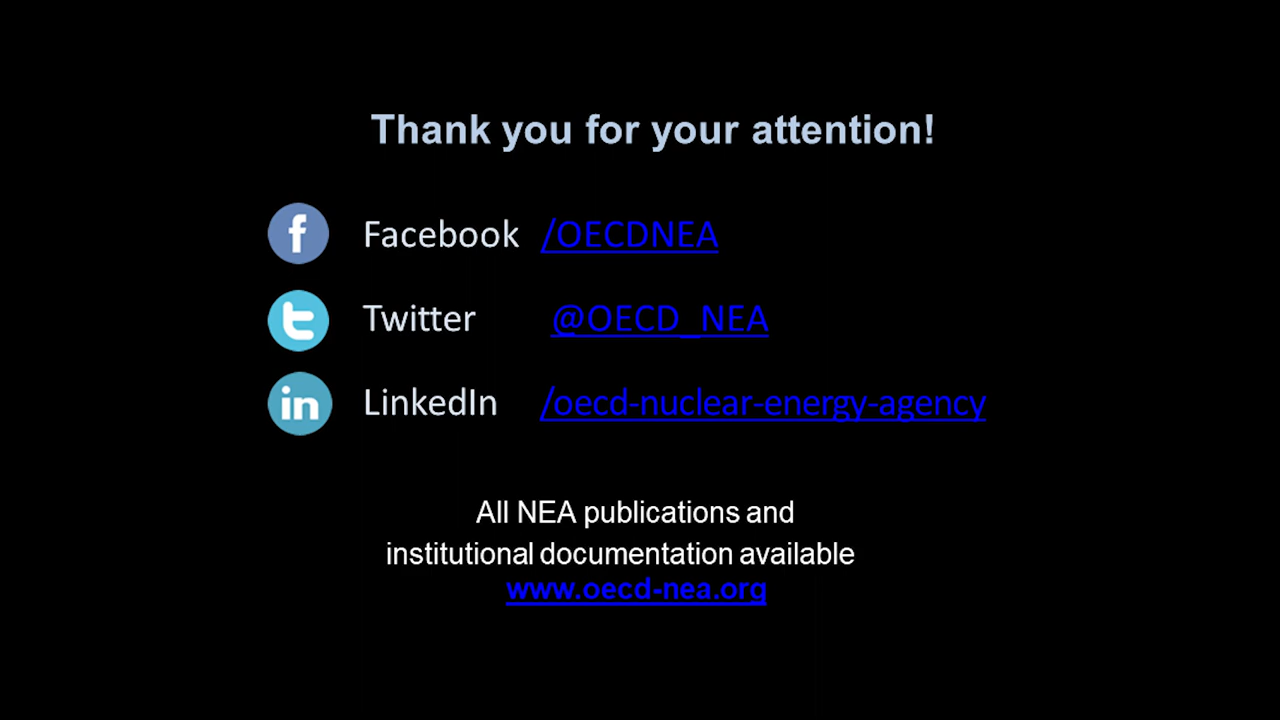 Thank you for your attention!
Facebook /OECDNEA
Twitter @OECD_NEA
LinkedIn /oecd-nuclear-energy-agency
All NEA publications and
institutional documentation available
www.oecd-nea.org